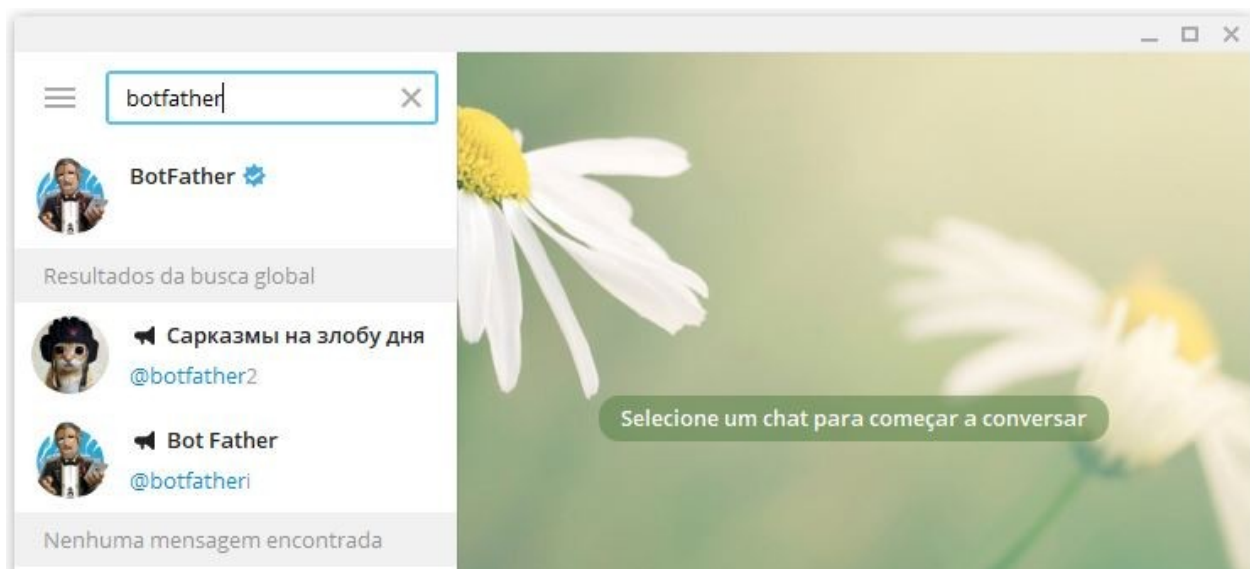 botfather
BotFather
Resultados da busca global
Сарказмы на злобу дня
@botfather2
Bot Father
@botfatheri
Nenhuma mensagem encontrada
Selecione um chat para começar a conversar